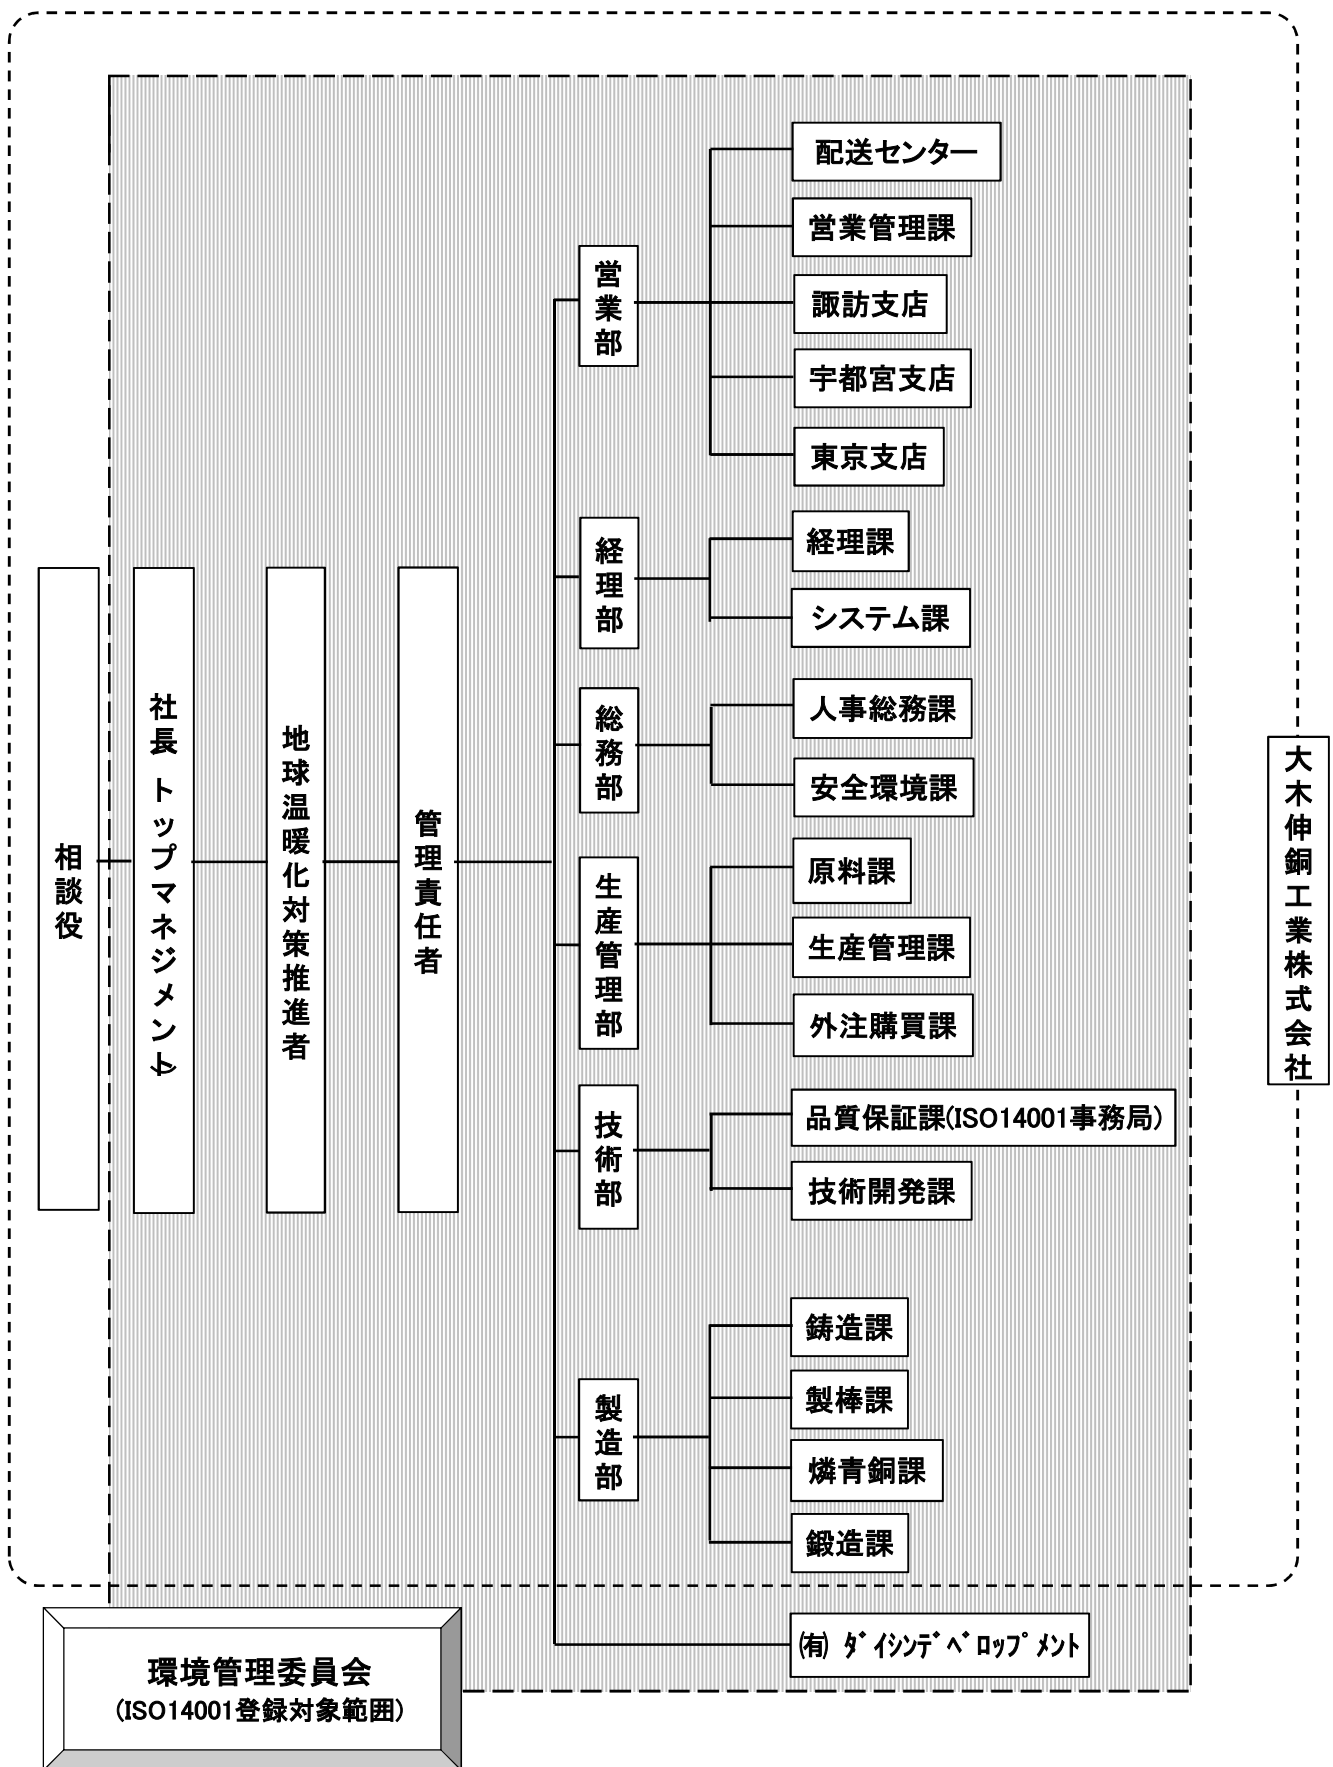 相談役
社長(トップマネジメント)
地球温暖化対策推進者
管理責任者
営業部
配送センター
営業管理課
諏訪支店
宇都宮支店
東京支店
経理部
経理課
システム課
総務部
人事総務課
安全環境課
生産管理部
原料課
生産管理課
外注購買課
技術部
品質保証課(ISO14001事務局)
技術開発課
製造部
鋳造課
製棒課
燐青銅課
鍛造課
㈲ ﾀﾞｲｼﾝﾃﾞﾍﾞﾛｯﾌﾟﾒﾝﾄ
大木伸銅工業株式会社
環境管理委員会
(ISO14001登録対象範囲)